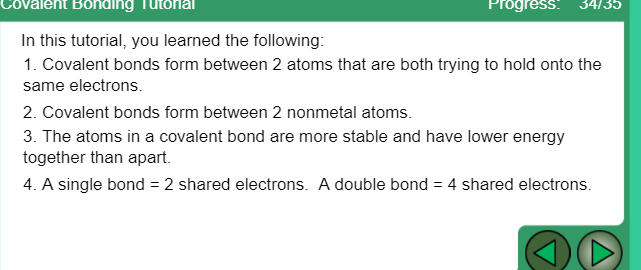 Covalent Bonding Tutorial Progress: 34/35
In this tutorial, you learned the following:
1. Covalent bonds form between 2 atoms that are both trying to hold onto the
same electrons.
2. Covalent bonds form between 2 nonmetal atoms.
3. The atoms in a covalent bond are more stable and have lower energy
together than apart.
4. A single bond = 2 shared electrons.  A double bond = 4 shared electrons.